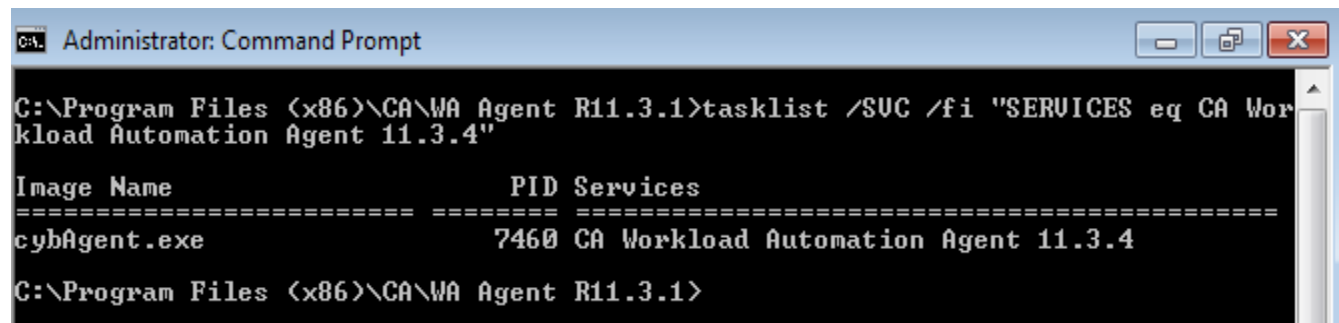 Administrator: Command Prompt
C:\Program Files (x86)\CA\WA Agent R11.3.1>tasklist /SVC /fi "SERVICES eq CA Wor
kload Automation Agent 11.3.4"
Image Name                     PID Services
========================= ======== ============================================
cybAgent.exe                  7460 CA Workload Automation Agent 11.3.4
C:\Program Files (x86)\CA\WA Agent R11.3.1>